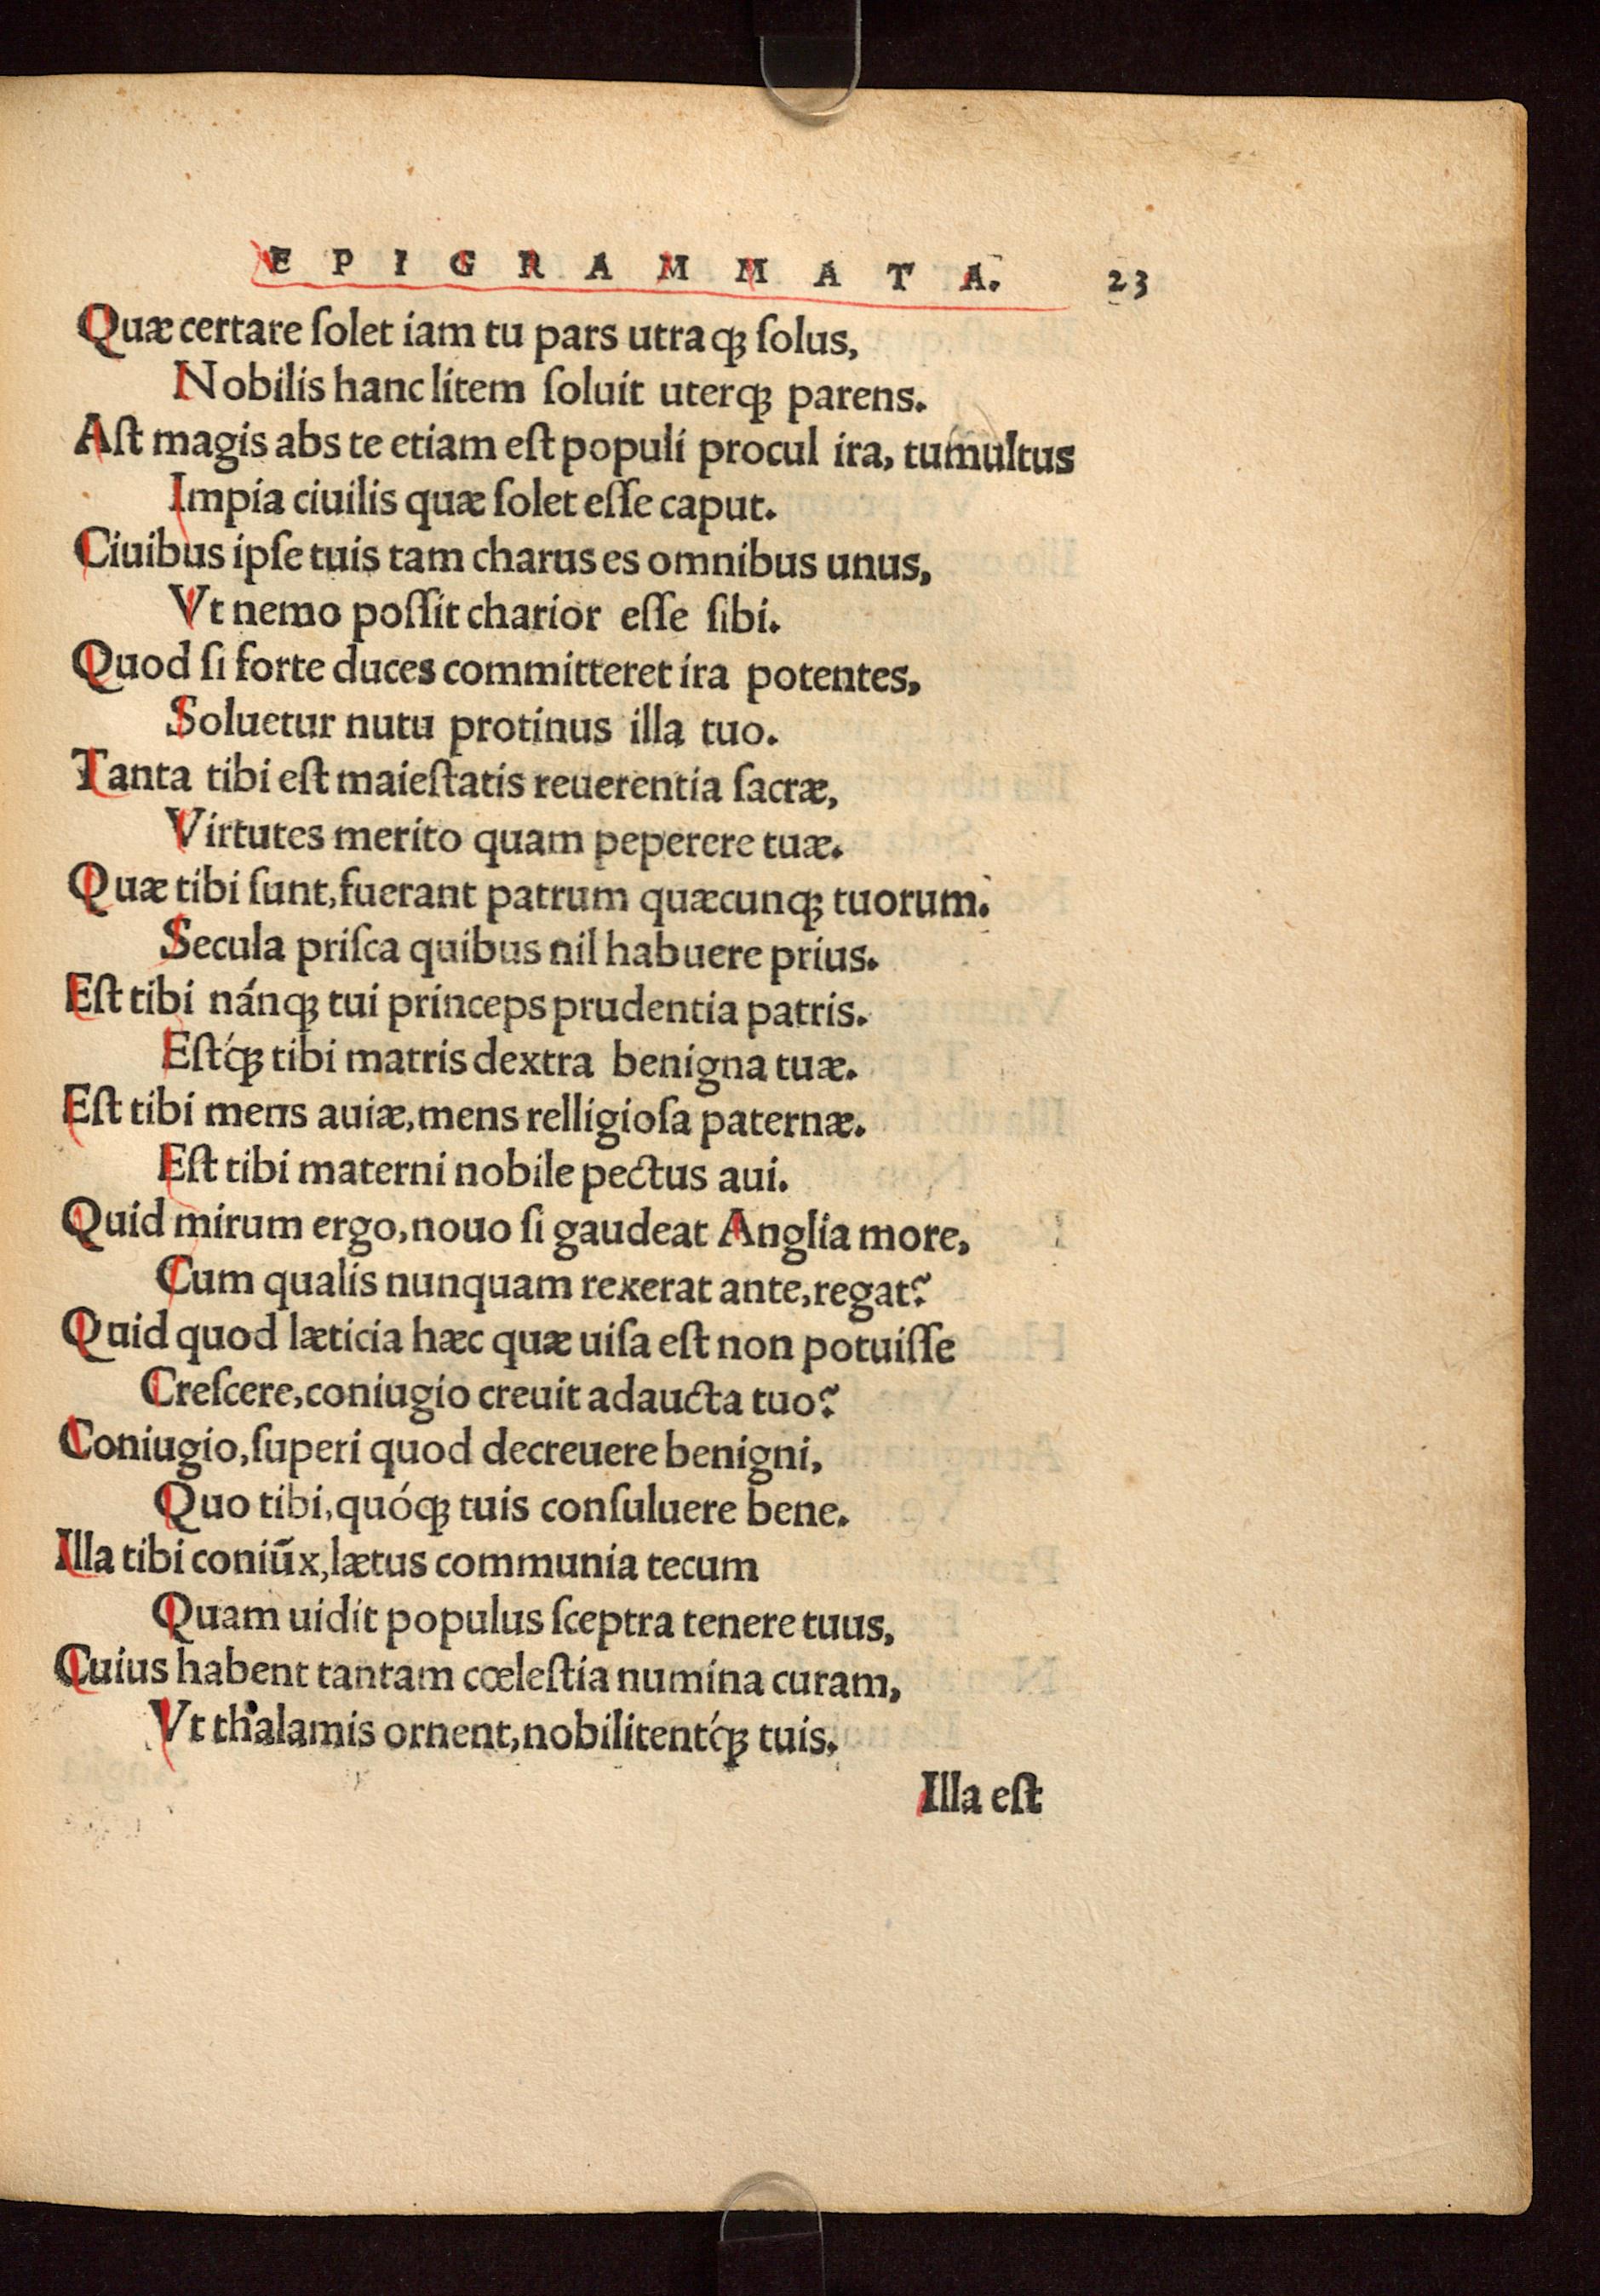 EPIGRAMMATA. 23
Quæ certare ſolet iam tu pars utraq; ſolus,
Nobilis hanc litem ſoluit uterq; parens.
Aſt magis abs te etiam eſt populi procul ira, tumultus
Impia ciuilis quæ ſolet eſſe caput.
Ciuibus ipſe tuis tam charus es omnibus unus,
Vt nemo poſſit charior eſſe ſibi.
Quod ſi forte duces committeret ira potentes,
Soluetur nutu protinus illa tuo.
Tanta tibi eſt maieſtatis reuerentia ſacræ,
Virtutes merito quam peperere tuæ.
Quæ tibi ſunt, fuerant patrum quæcunq; tuorum.
Secula priſca quibus nil habuere prius.
Eſt tibi nánq; tui princeps prudentia patris.
Eſt́q; tibi matris dextra benigna tuæ.
Eſt tibi mens auiæ, mens relligioſa paternæ.
Eſt tibi materni nobile pectus aui.
Quid mirum ergo, nouo ſi gaudeat Anglia more,
Cum qualis nunquam rexerat ante, regat?
Quid quod læticia hæc quæ uiſa eſt non potuiſſe
Creſcere, coniugio creuit adaucta tuo?
Coniugio, ſuperi quod decreuere benigni,
Quo tibi, quóq; tuis conſuluere bene.
Illa tibi coniūx, lætus communia tecum
Quam uidit populus ſceptra tenere tuus,
Cuius habent tantam cœleſtia numina curam,
Vt thalamis ornent, nobilitent́q; tuis.
Illa eſt